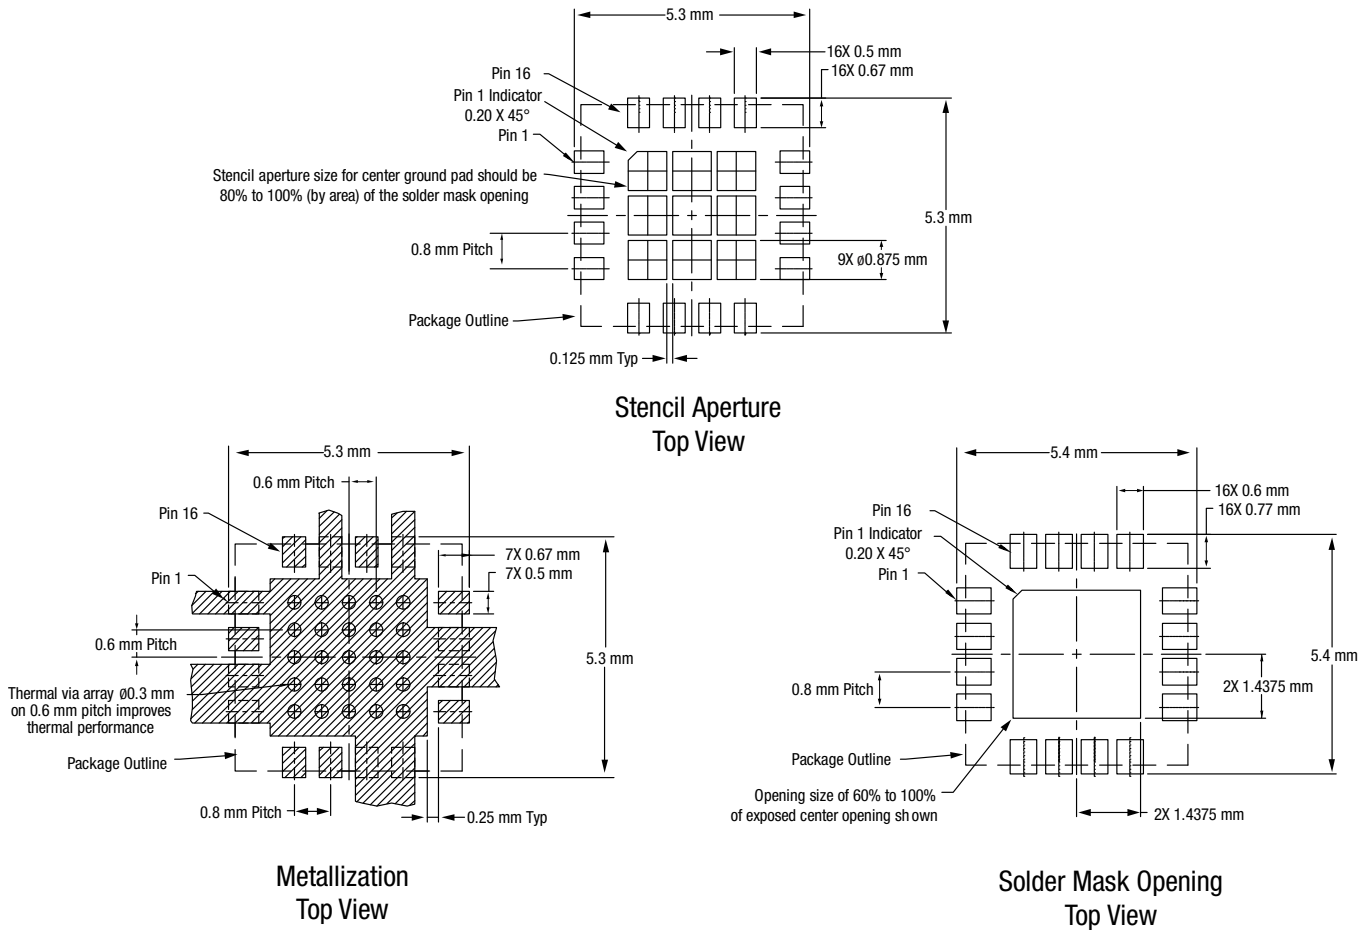 5.3 mm
16X 0.5 mm
16X 0.67 mm
Pin 16
Pin 1 Indicator
0.20 X 45°
Pin 1
Stencil aperture size for center ground pad should be
80% to 100% (by area) of the solder mask opening
5.3 mm
0.8 mm Pitch
9X ø0.875 mm
Package Outline
0.125 mm Typ
Stencil Aperture
Top View
5.3 mm
0.6 mm Pitch
Pin 16
7X 0.67 mm
7X 0.5 mm
Pin 1
0.6 mm Pitch
5.3 mm
Thermal via array ø0.3 mm
on 0.6 mm pitch improves
thermal performance
Package Outline
0.8 mm Pitch
0.25 mm Typ
Metallization
Top View
5.4 mm
16X 0.6 mm
16X 0.77 mm
Pin 16
Pin 1 Indicator
0.20 X 45°
Pin 1
5.4 mm
0.8 mm Pitch
2X 1.4375 mm
Package Outline
Opening size of 60% to 100%
of exposed center opening shown
2X 1.4375 mm
Solder Mask Opening
Top View